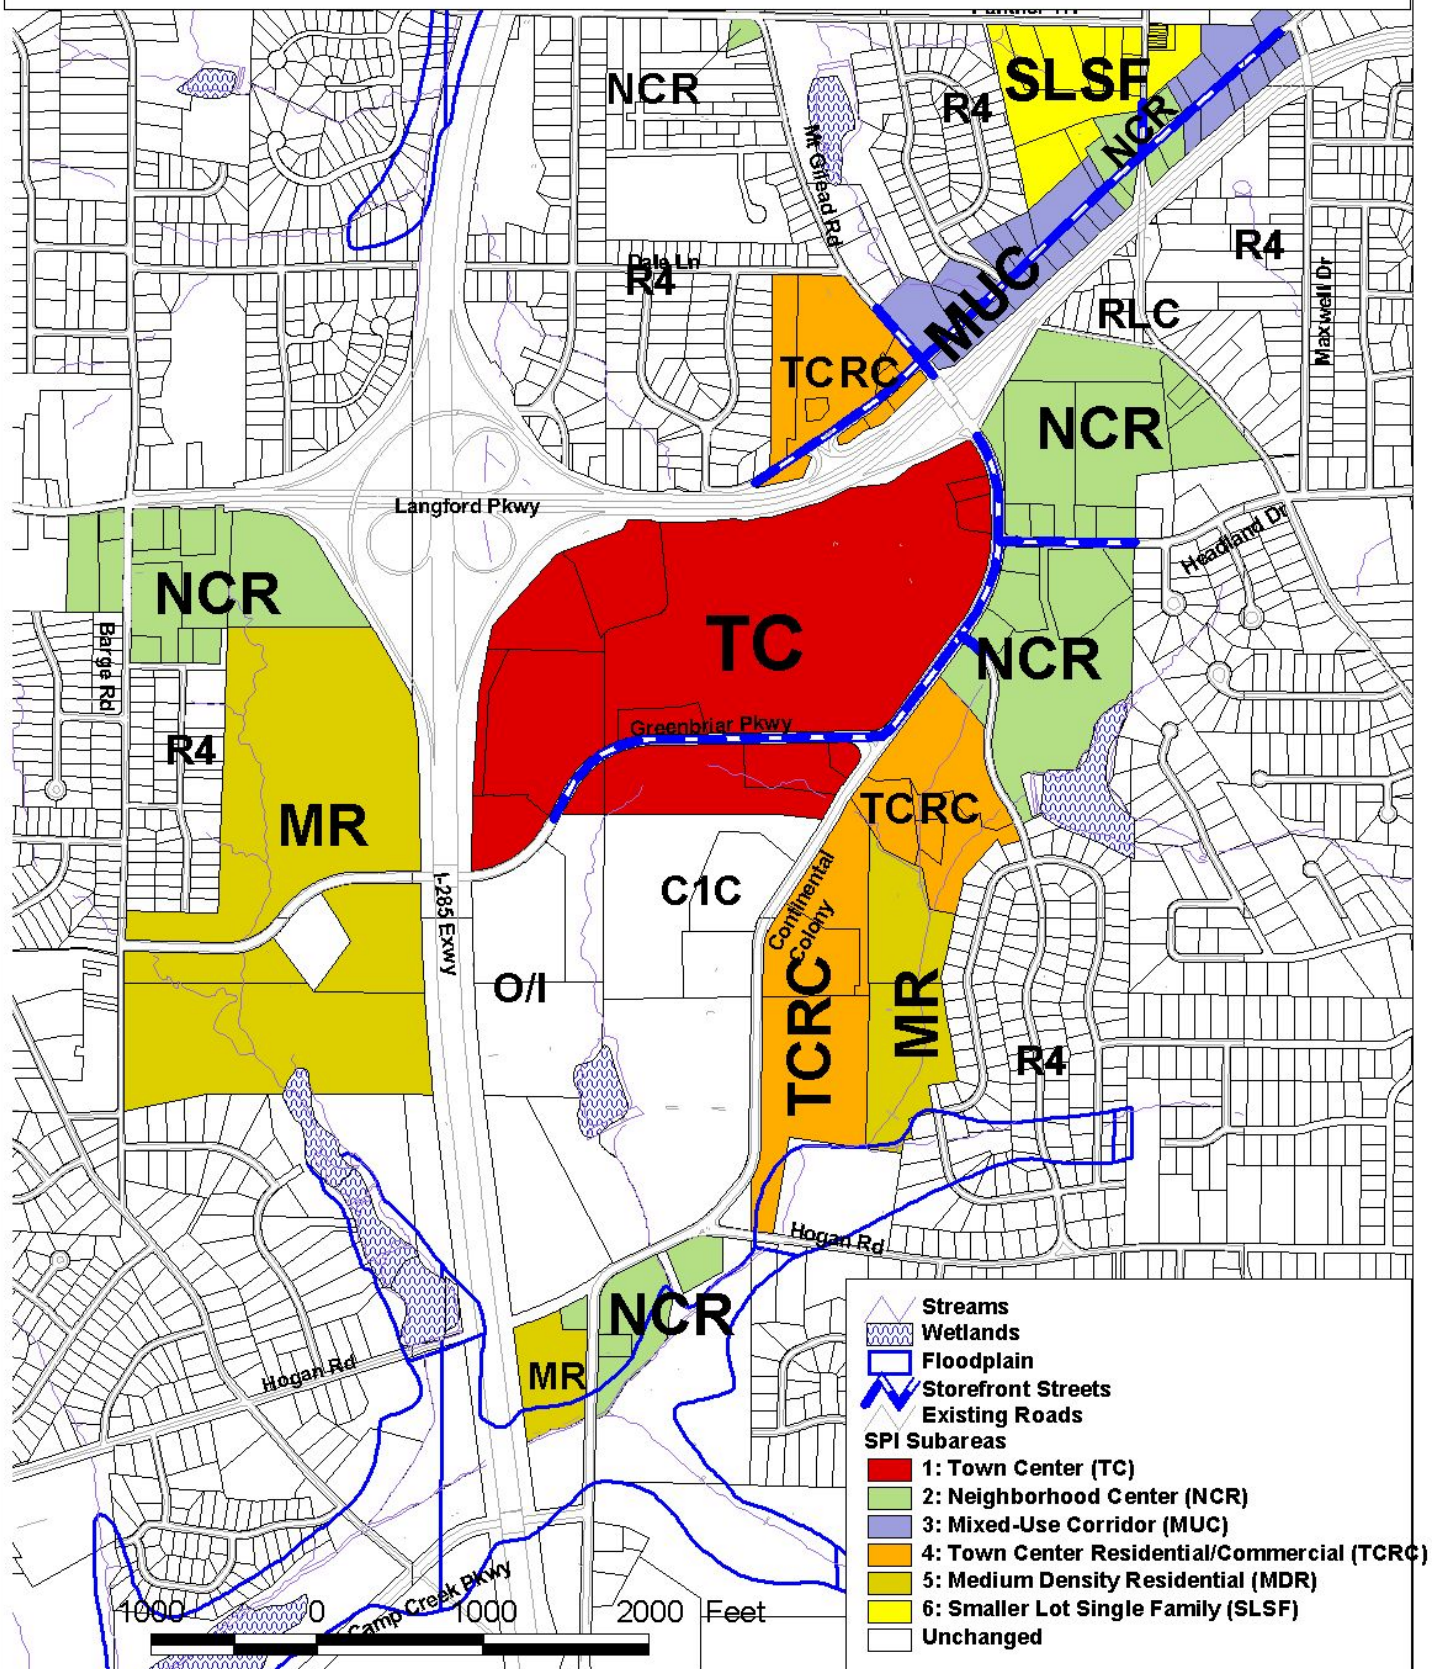 NCR
SLSF
R4
NCR
Mt Gilead Rd
R4
Dale Ln
R4
MUC
RLC
Maxwell Dr
TCRC
NCR
Langford Pkwy
Headland Dr
NCR
TC
NCR
Barge Rd
R4
Greenbriar Pkwy
MR
TCRC
C1C
Continental
Colony
I-285 Exwy
O/I
TCRC
MR
R4
Hogan Rd
NCR
MR
Hogan Rd
Camp Creek Pkwy
1000 0 1000 2000 Feet
Streams
Wetlands
Floodplain
Storefront Streets
Existing Roads
SPI Subareas
1: Town Center (TC)
2: Neighborhood Center (NCR)
3: Mixed-Use Corridor (MUC)
4: Town Center Residential/Commercial (TCRC)
5: Medium Density Residential (MDR)
6: Smaller Lot Single Family (SLSF)
Unchanged